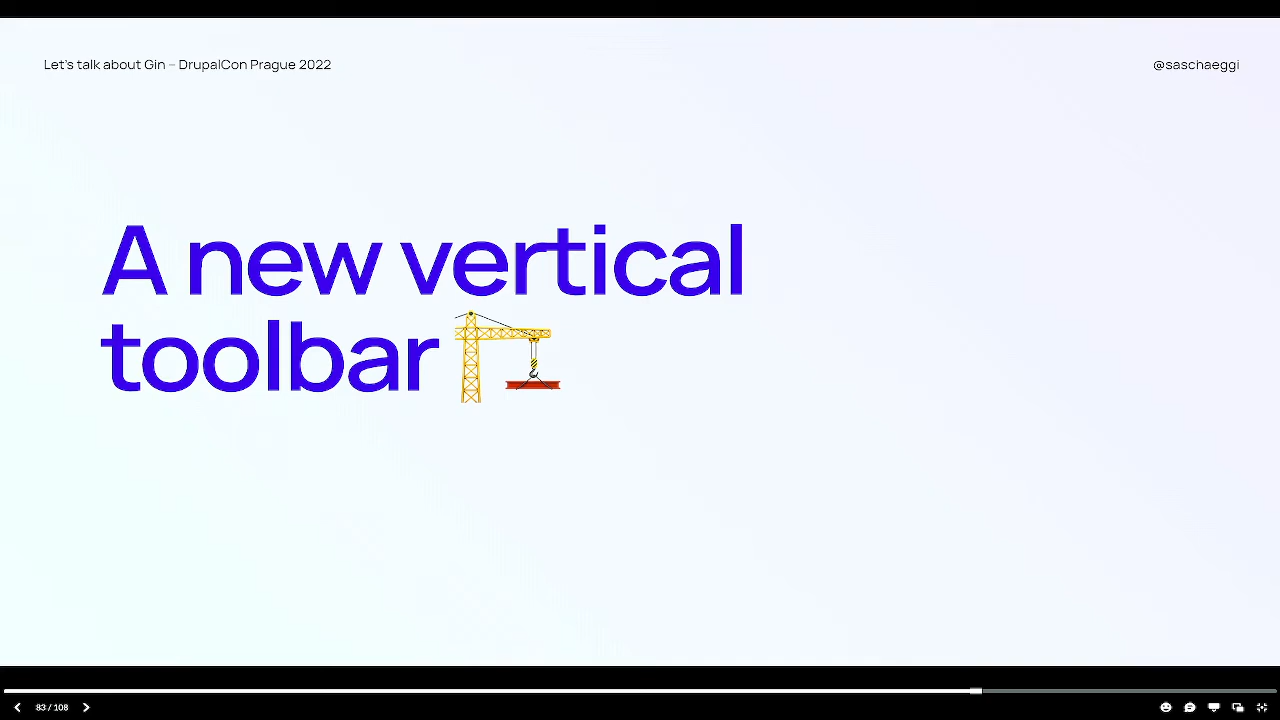 Let's talk about Gin – DrupalCon Prague 2022
@saschaeggi
A new vertical
toolbar
83 / 108